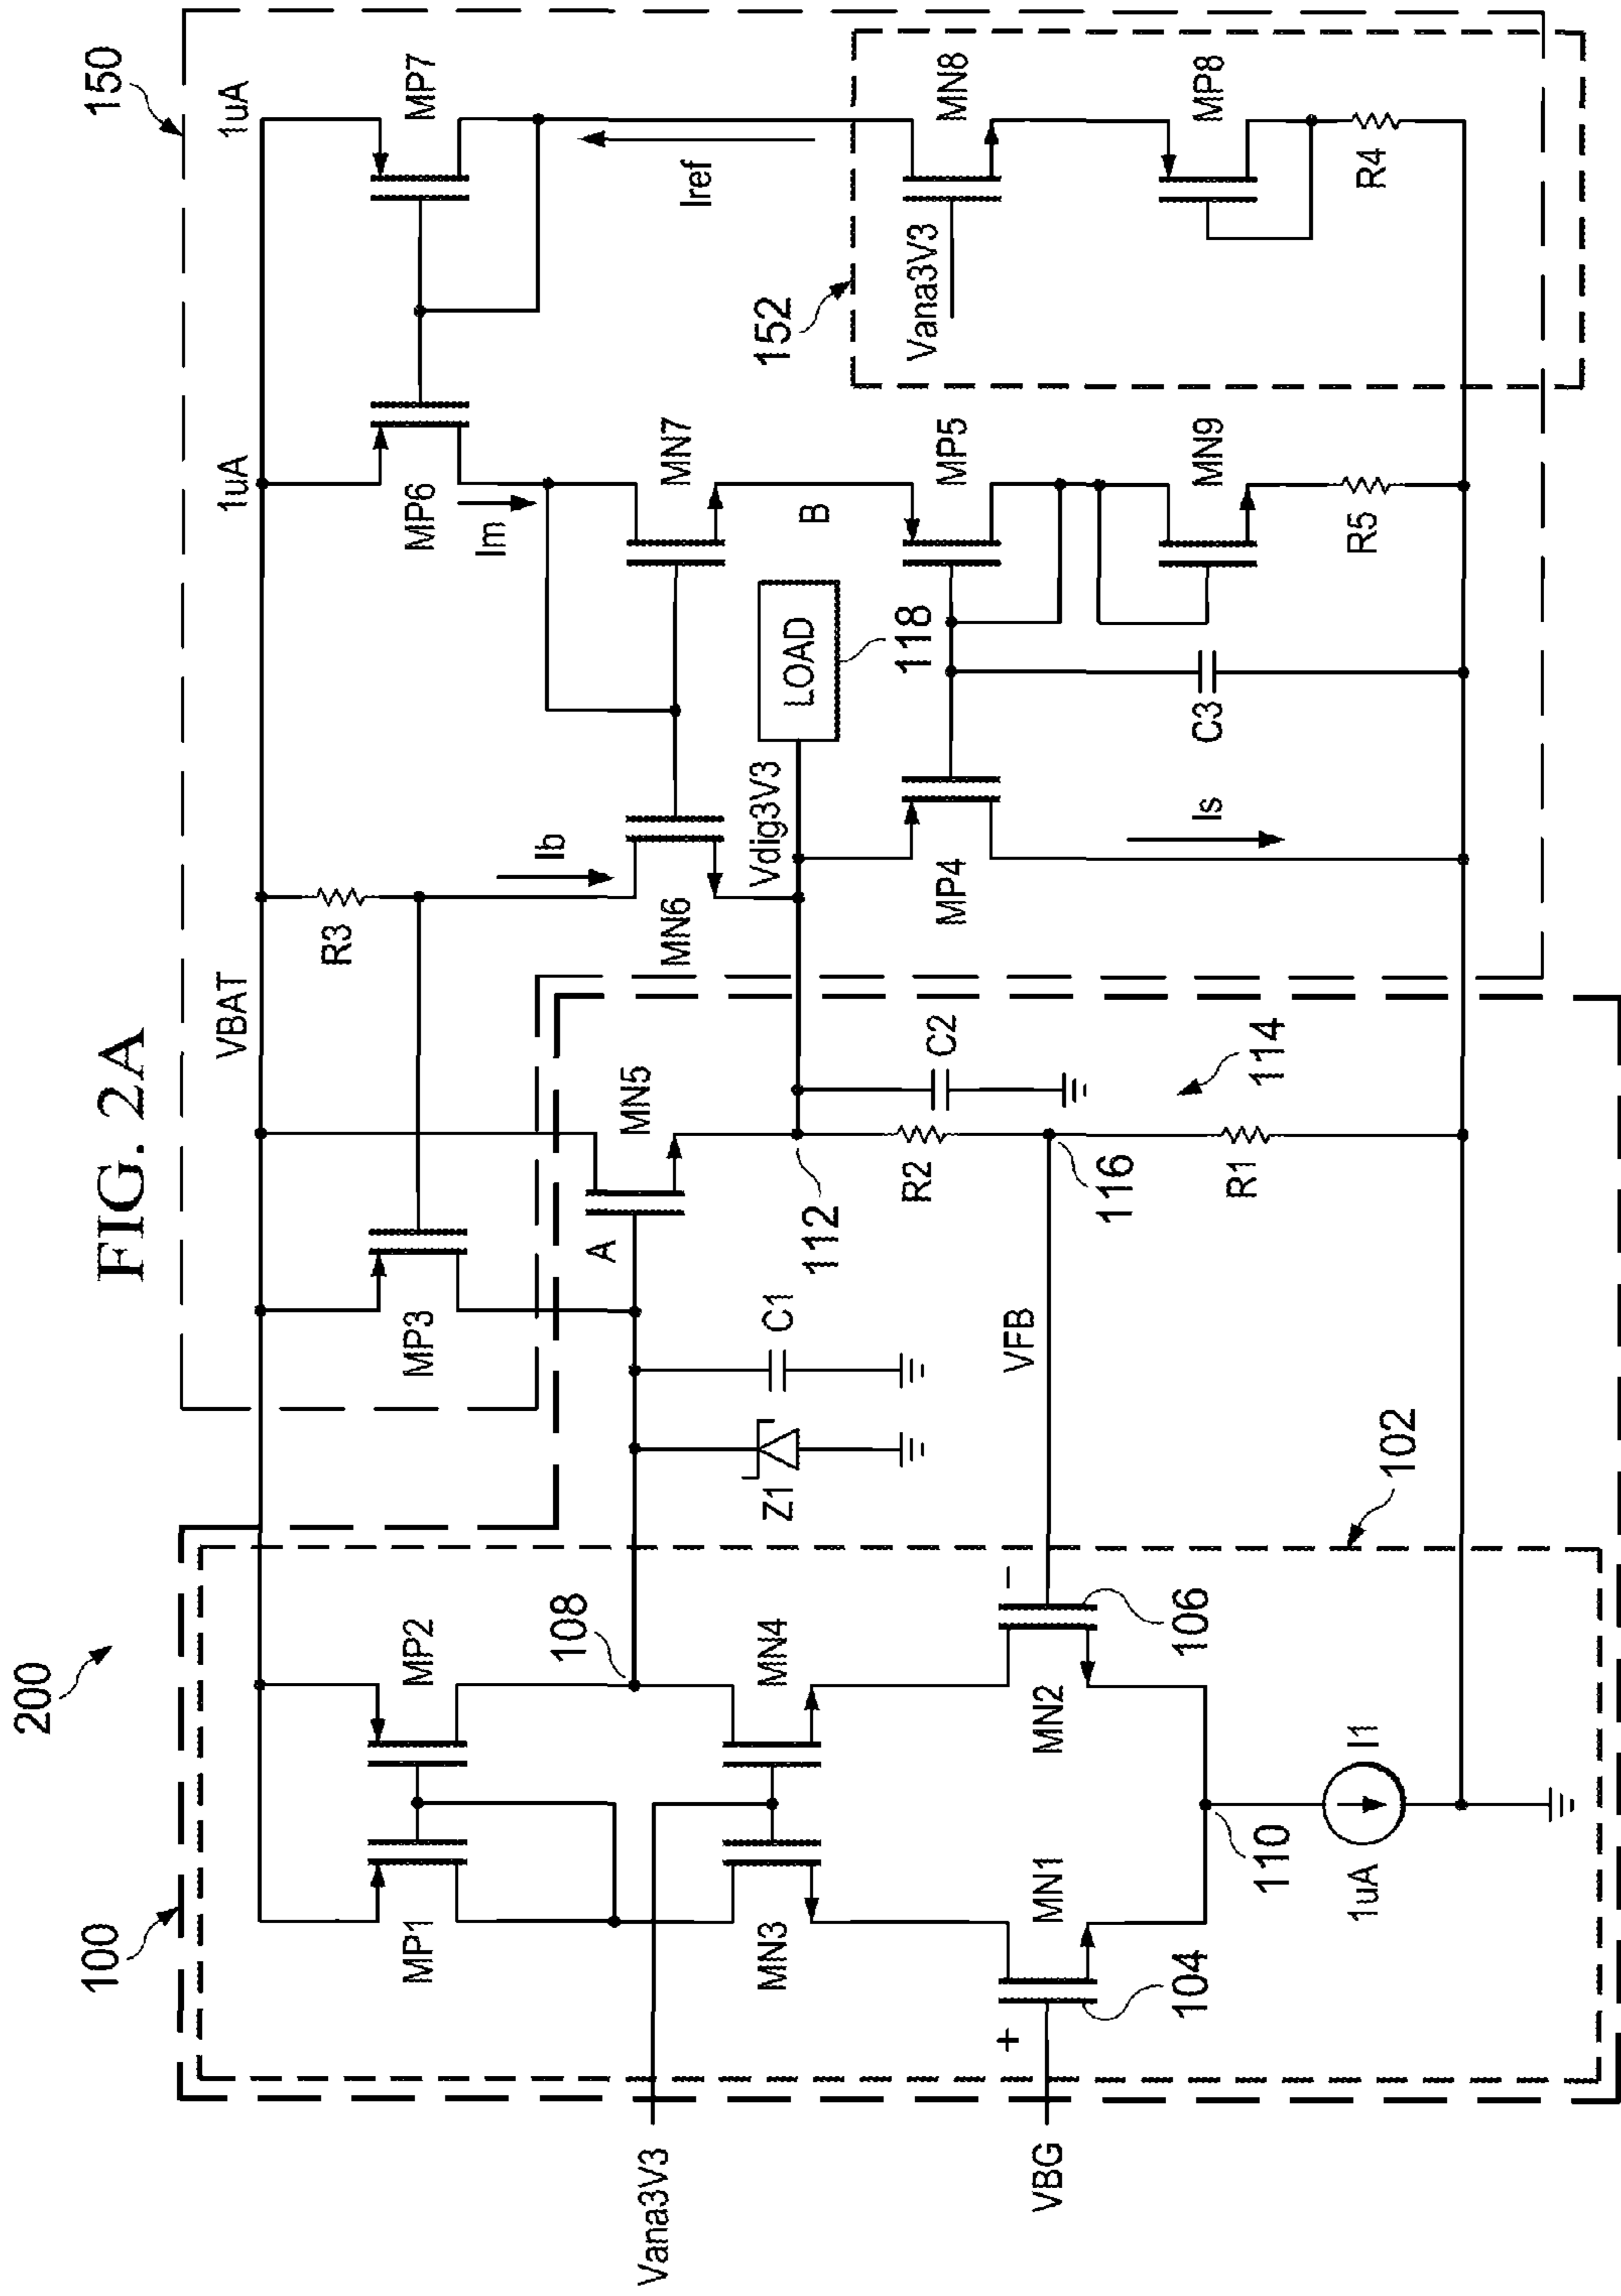 FIG. 2A
200
100
150
VBAT
1uA
1uA
MP1
MP2
MP3
R3
MP6
MP7
Ib
Im
Iref
108
A
MN5
MN6
MN7
Vana3V3
MN3
MN4
Z1
C1
112
Vdig3V3
LOAD
118
B
152
Vana3V3
MN8
VBG
+
-
MN1
MN2
104
106
VFB
R2
C2
116
114
MP4
MP5
MP8
Is
C3
MN9
110
1uA
I1
102
R1
R5
R4